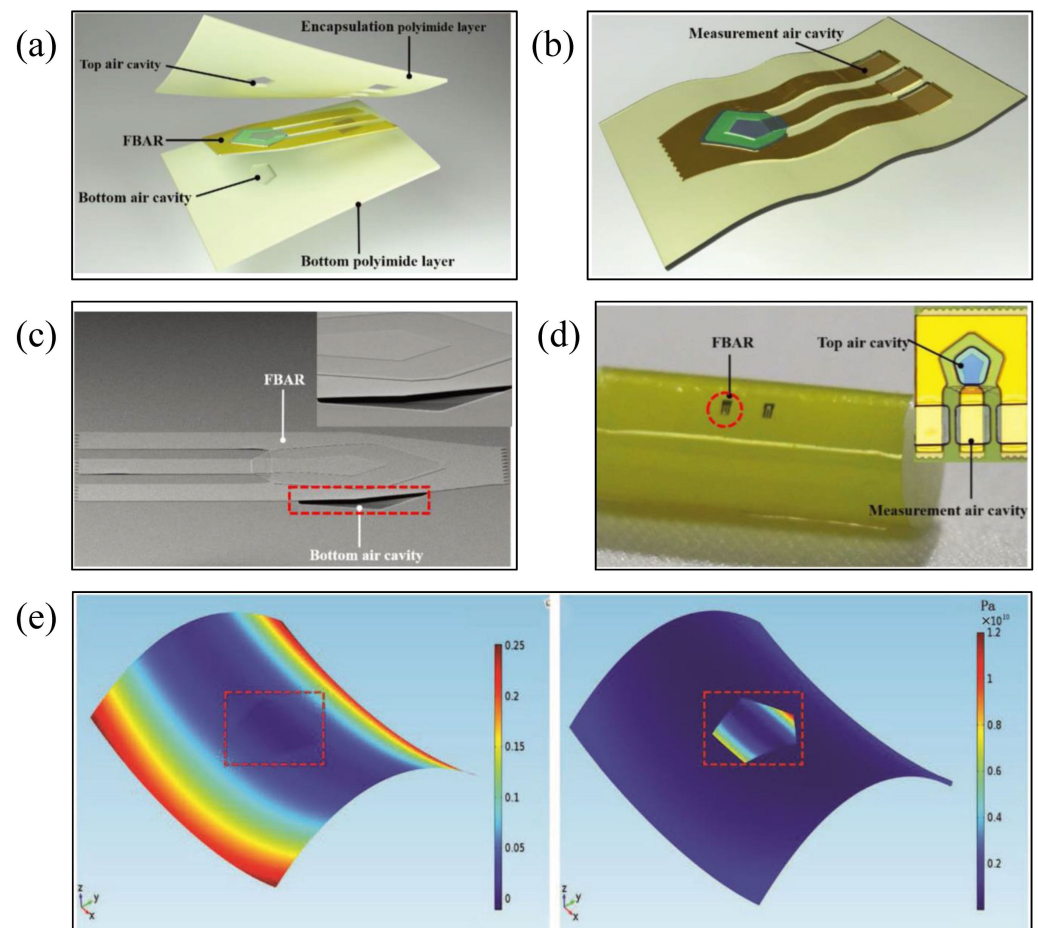 (a)
Encapsulation polyimide layer
Top air cavity
FBAR
Bottom air cavity
Bottom polyimide layer
(b)
Measurement air cavity
(c)
FBAR
Bottom air cavity
(d)
FBAR
Top air cavity
Measurement air cavity
(e)
0.25
0.2
0.15
0.1
0.05
0
z
y
x
Pa
×10¹⁰
1.2
1
0.8
0.6
0.4
0.2
z
y
x